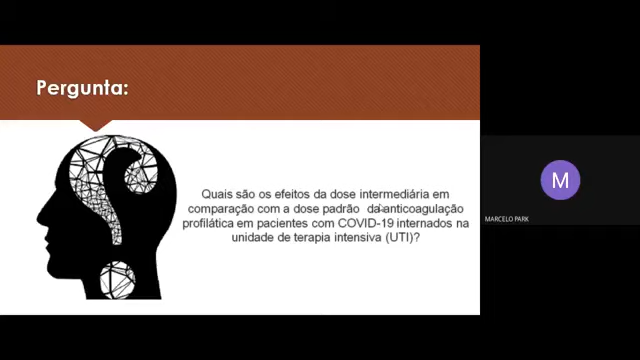 Pergunta:
Quais são os efeitos da dose intermediária em
comparação com a dose padrão da anticoagulação
profilática em pacientes com COVID-19 internados na
unidade de terapia intensiva (UTI)?
M
MARCELO PARK